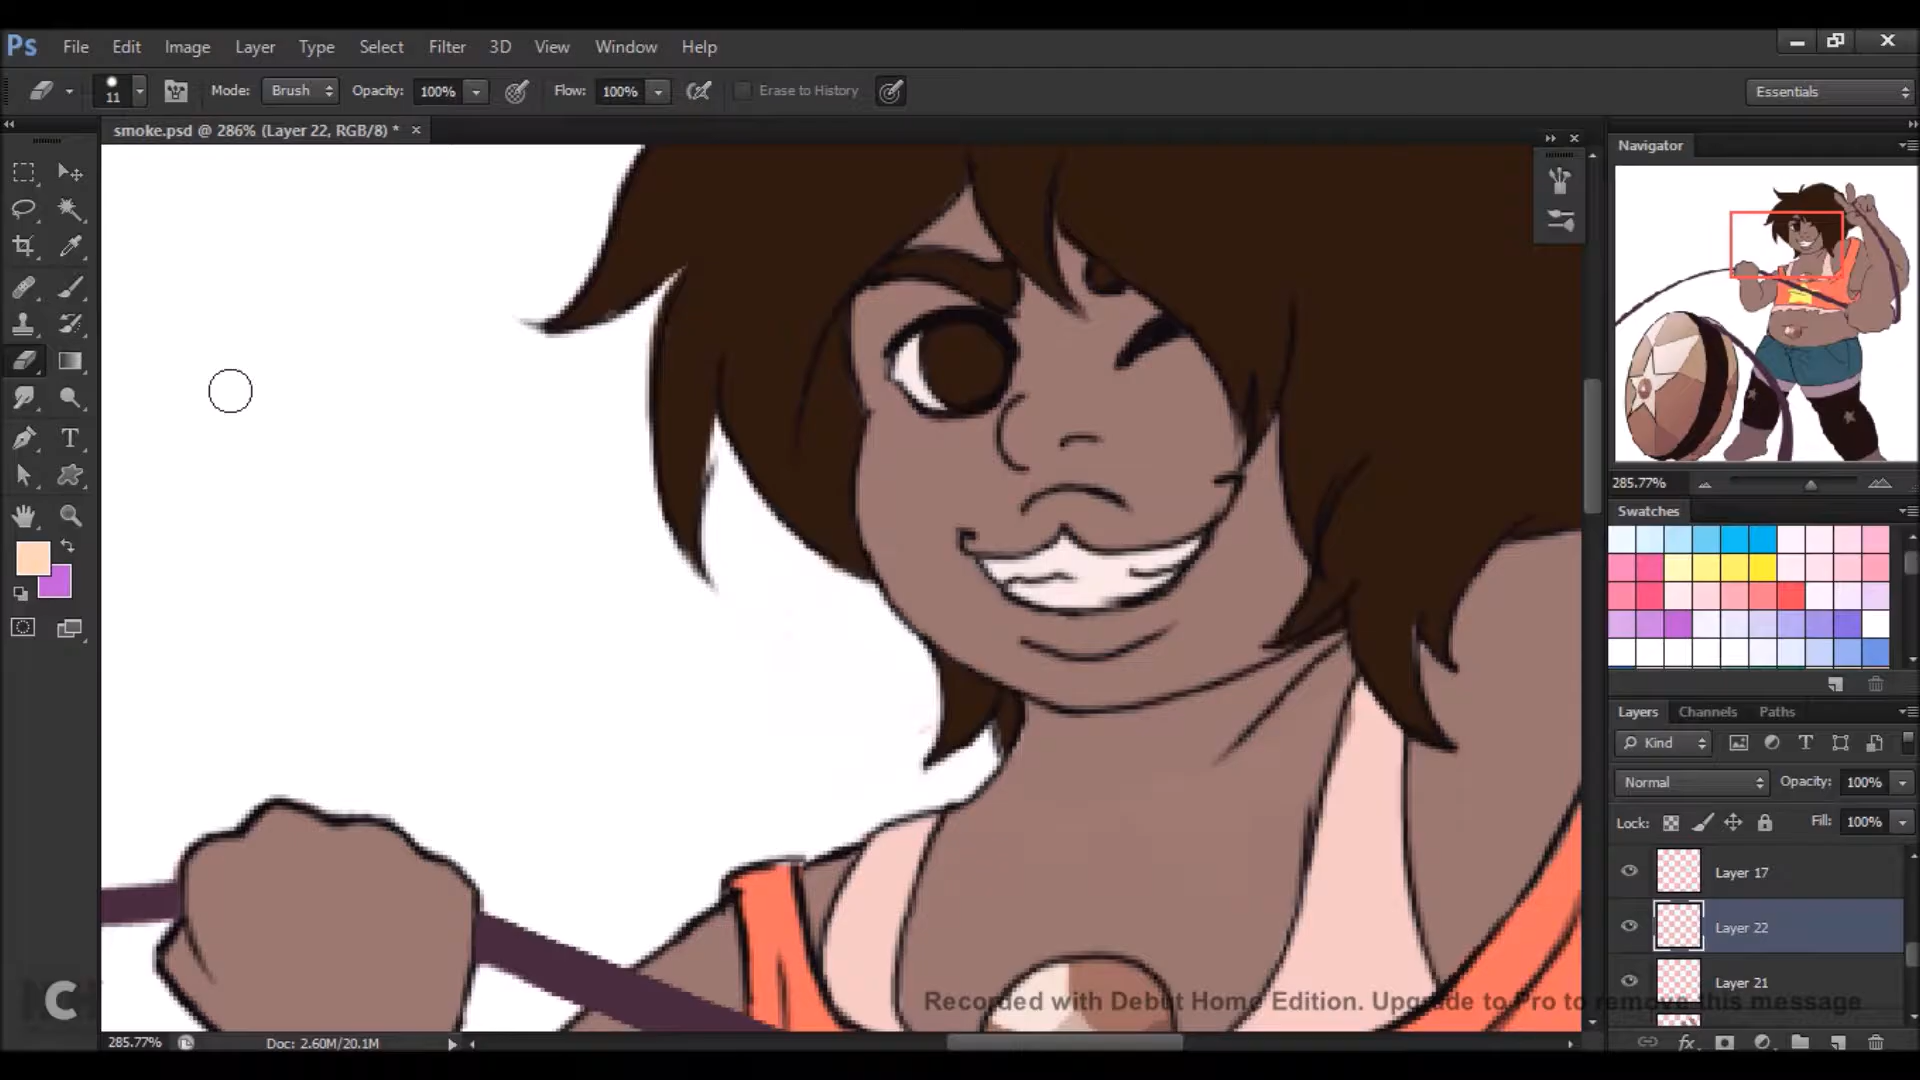 Ps File Edit Image Layer Type Select Filter 3D View Window Help
11 Mode: Brush Opacity: 100% Flow: 100% Erase to History Essentials
smoke.psd @ 286% (Layer 22, RGB/8) *
Navigator
285.77%
Swatches
Layers Channels Paths
Kind
Normal Opacity: 100%
Lock: Fill: 100%
Layer 17
Layer 22
Layer 21
C
Recorded with Debut Home Edition. Upgrade to Pro to remove this message
285.77% Doc: 2.60M/20.1M
fx